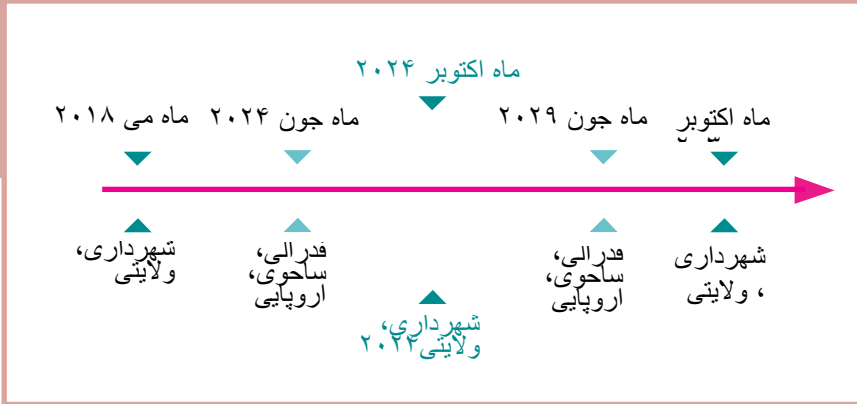 ماه اکتوبر ۲۰۲۴
ماه می ۲۰۱۸
ماه جون ۲۰۲۴
ماه جون ۲۰۲۹
ماه اکتوبر
شهرداری،
ولایتی
فدرالی،
ساحوی،
اروپایی
شهرداری،
ولایتی۲۰۲۴
فدرالی،
ساحوی،
اروپایی
شهرداری
، ولایتی